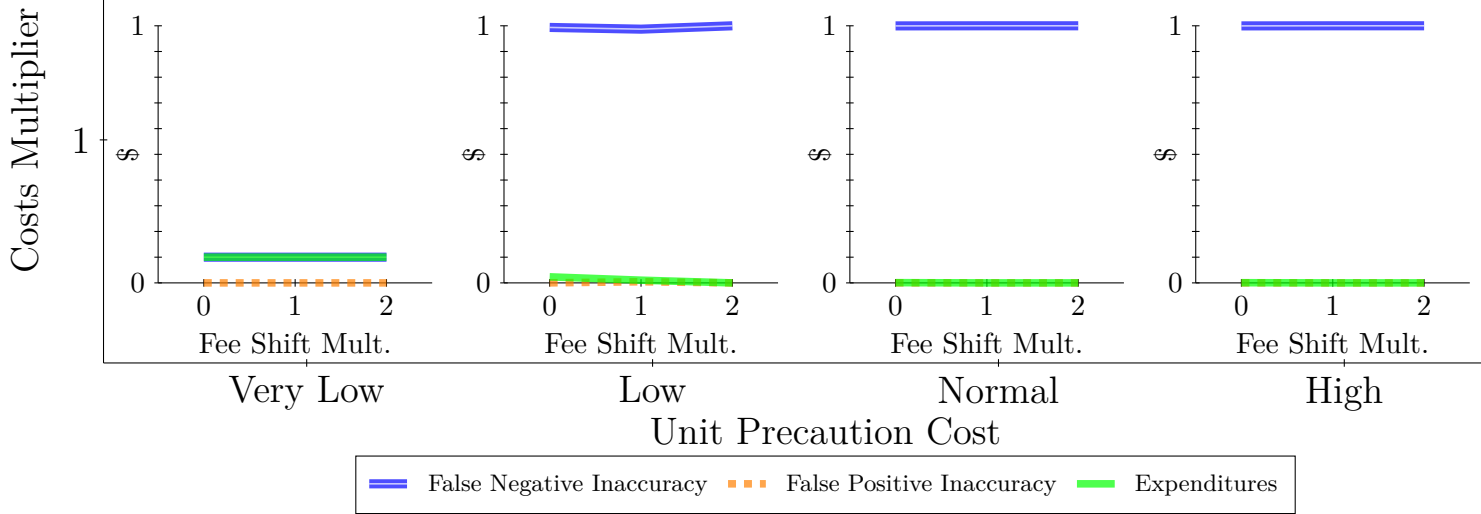 Costs Multiplier
1
1
$
0
0 1 2
Fee Shift Mult.
1
$
0
0 1 2
Fee Shift Mult.
1
$
0
0 1 2
Fee Shift Mult.
1
$
0
0 1 2
Fee Shift Mult.
Very Low Low Normal High
Unit Precaution Cost
False Negative Inaccuracy False Positive Inaccuracy Expenditures